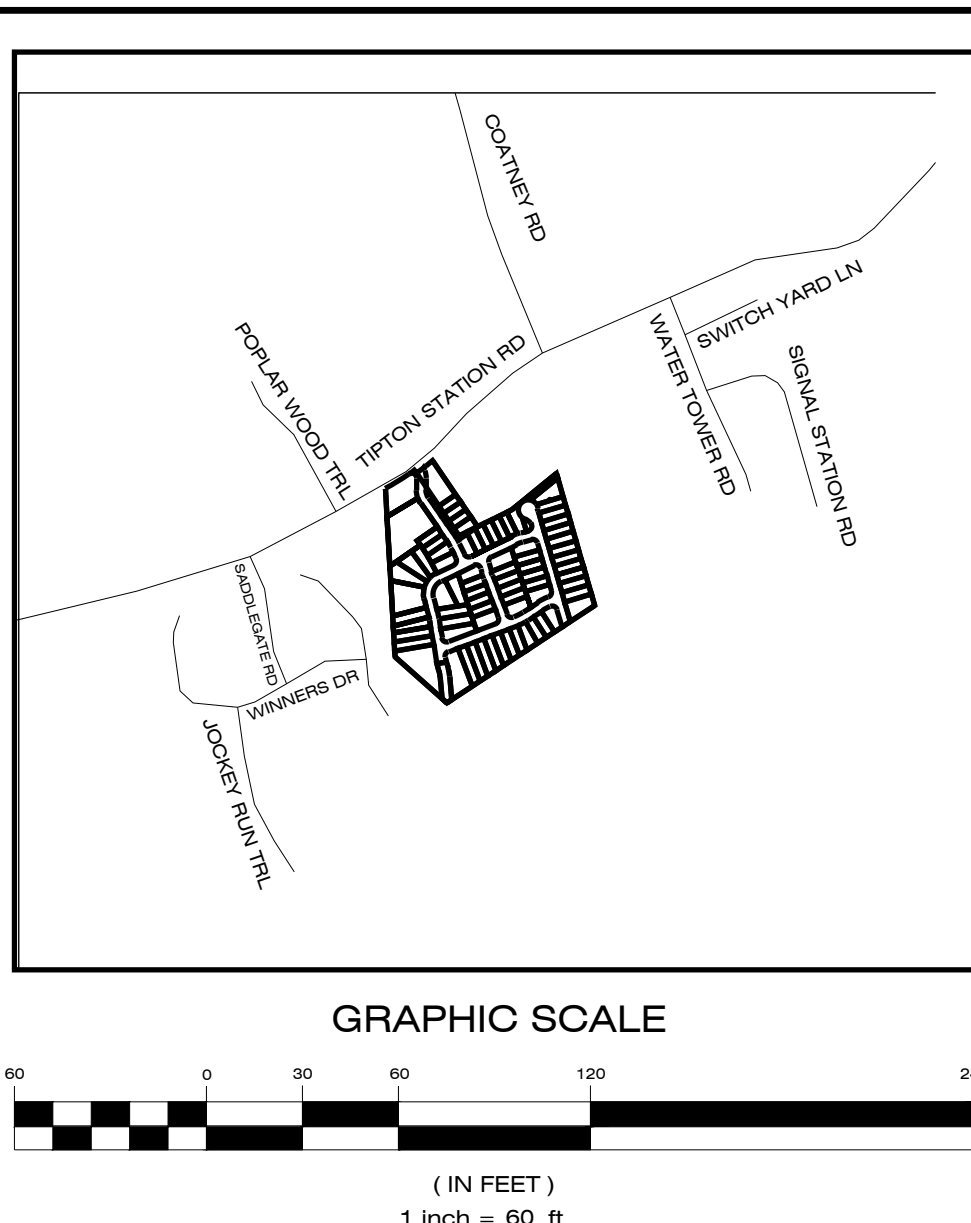 COATNEY RD
SWITCH YARD LN
POPLAR WOOD TRL
TIPTON STATION RD
WATER TOWER RD
SIGNAL STATION RD
SADDLEGATE RD
WINNERS DR
JOCKEY RUN TRL
GRAPHIC SCALE
60 0 30 60 120
( IN FEET )
1 inch = 60 ft